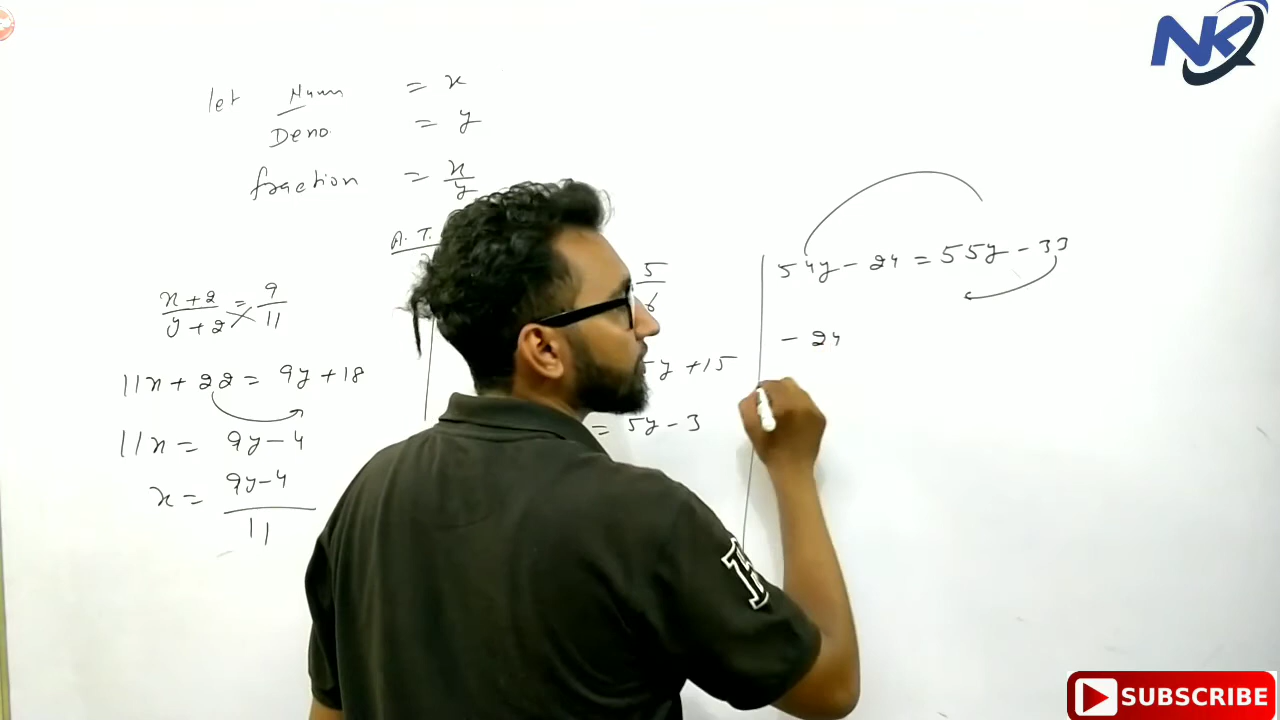 NK
let Num = x
Deno. = y
fraction = x/y
A.T.
x+2/y+2 = 9/11
11x + 22 = 9y + 18
11x = 9y - 4
x = 9y-4/11
5/6
y + 15
= 5y - 3
54y - 24 = 55y - 33
- 24
SUBSCRIBE